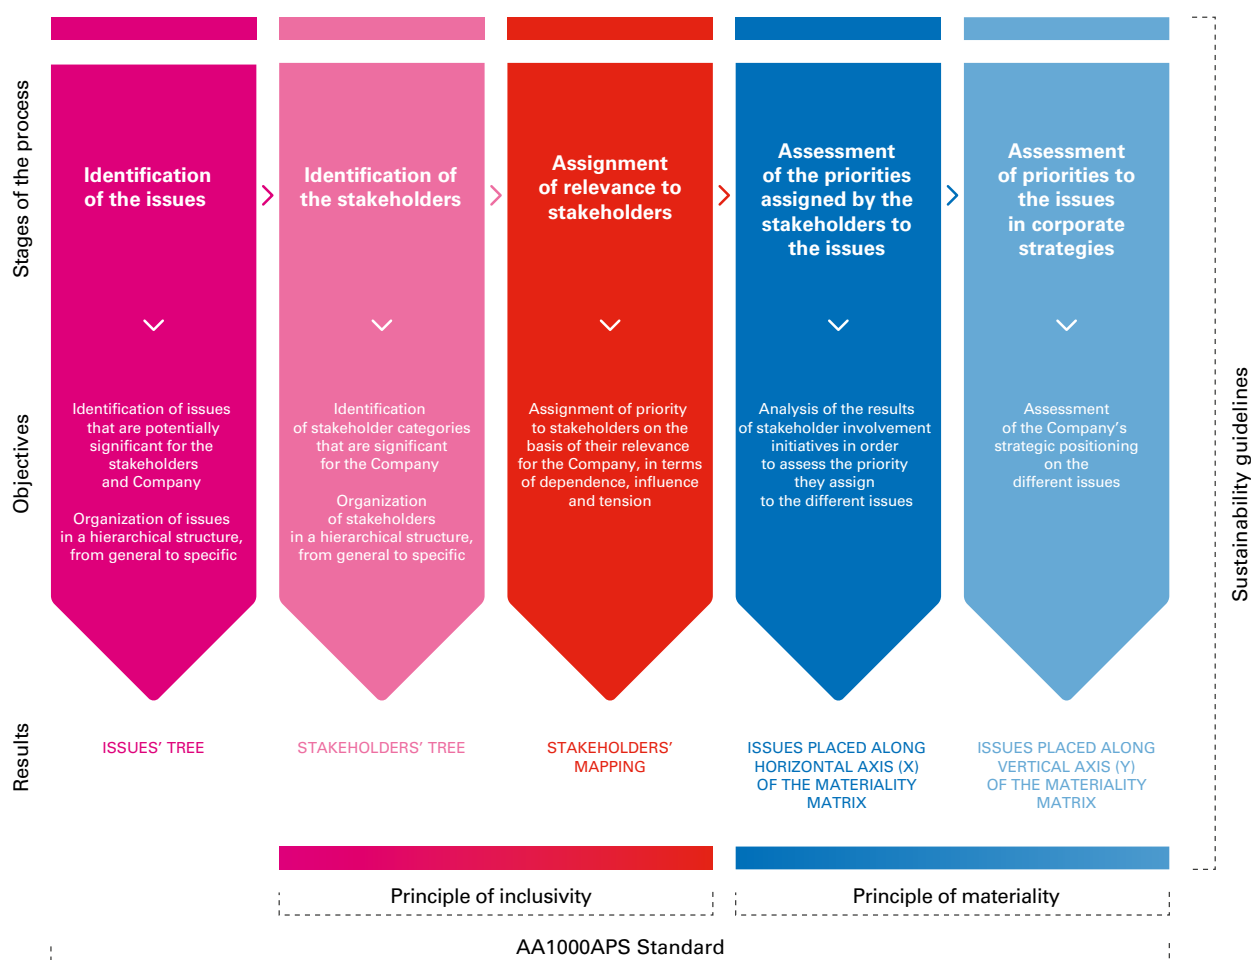 Stages of the process
Identification
of the issues
Identification of
the stakeholders
Assignment
of relevance to
stakeholders
Assessment
of the priorities
assigned by the
stakeholders to
the issues
Assessment
of priorities to
the issues
in corporate
strategies
Objectives
Identification of issues
that are potentially
significant for the
stakeholders
and Company
Organization of issues
in a hierarchical structure,
from general to specific
Identification
of stakeholder categories
that are significant
for the Company
Organization
of stakeholders
in a hierarchical structure,
from general to specific
Assignment of priority
to stakeholders on the
basis of their relevance
for the Company, in terms
of dependence, influence
and tension
Analysis of the results
of stakeholder involvement
initiatives in order
to assess the priority
they assign
to the different issues
Assessment
of the Company's
strategic positioning
on the
different issues
Results
ISSUES' TREE
STAKEHOLDERS' TREE
STAKEHOLDERS'
MAPPING
ISSUES PLACED ALONG
HORIZONTAL AXIS (X)
OF THE MATERIALITY
MATRIX
ISSUES PLACED ALONG
VERTICAL AXIS (Y)
OF THE MATERIALITY
MATRIX
Sustainability guidelines
Principle of inclusivity
Principle of materiality
AA1000APS Standard